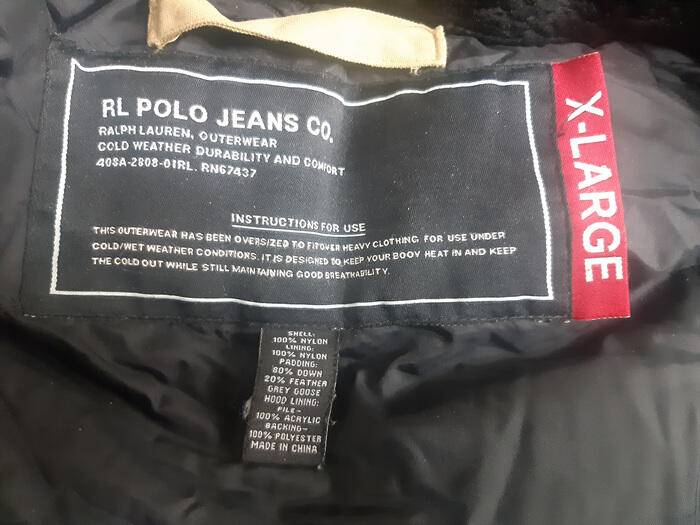 RL POLO JEANS CO.
RALPH LAUREN, OUTERWEAR
COLD WEATHER DURABILITY AND COMFORT
40SA-2808-01RL. RN67437
X-LARGE
INSTRUCTIONS FOR USE
THIS OUTERWEAR HAS BEEN OVERSIZED TO FITOVER HEAVY CLOTHING FOR USE UNDER
COLD/WET WEATHER CONDITIONS. IT IS DESIGNED TO KEEP YOUR BODY HEAT IN AND KEEP
THE COLD OUT WHILE STILL MAINTAINING GOOD BREATHABILITY.
SHELL:
100% NYLON
LINING:
100% NYLON
PADDING:
80% DOWN
20% FEATHER
GREY GOOSE
HOOD LINING:
PILE-
100% ACRYLIC
BACKING-
100% POLYESTER
MADE IN CHINA